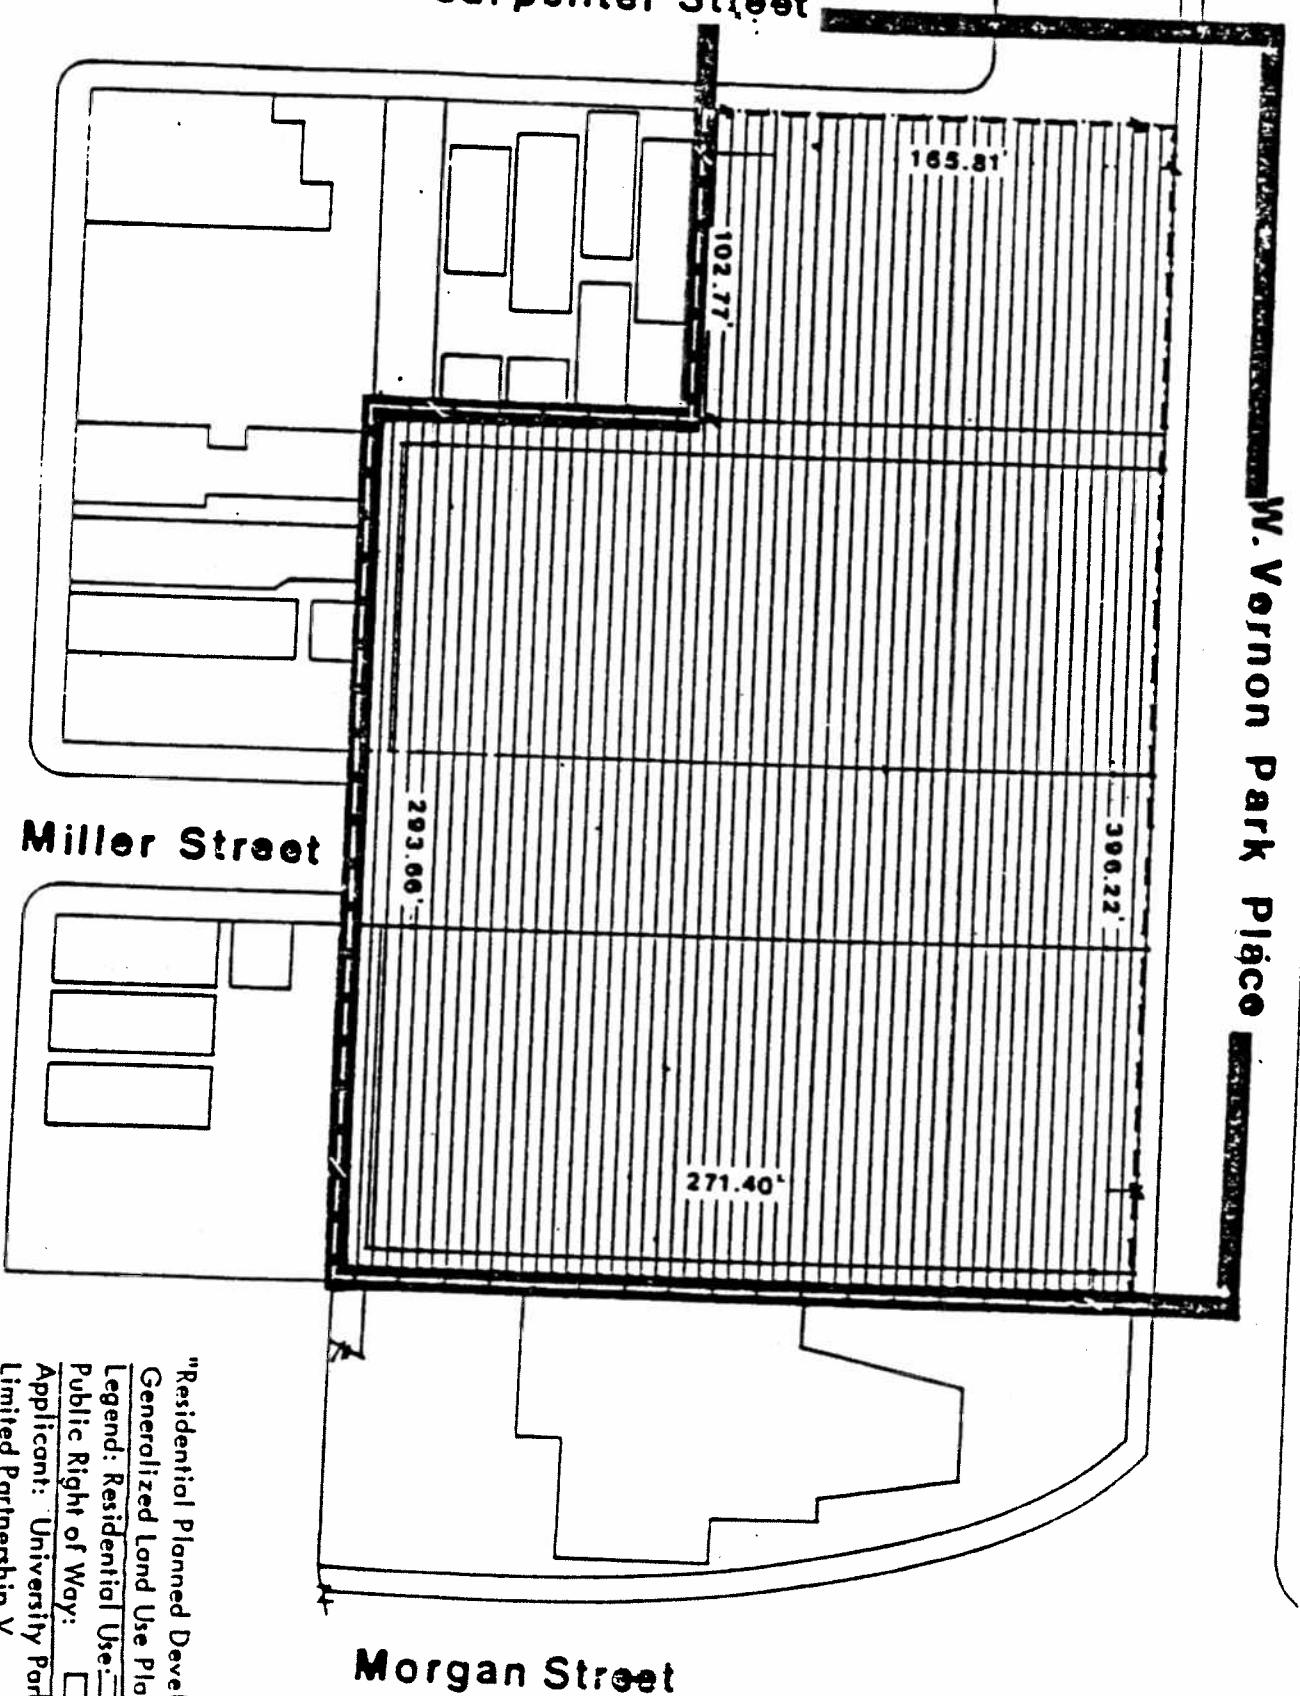 Carpenter Street
165.81'
102.77'
W. Vernon Park Place
Miller Street
293.66'
396.22'
271.40'
"Residential Planned Devel
Generalized Land Use Pla
Legend: Residential Use:
Public Right of Way:
Applicant: University Par
Limited Partnership V
Morgan Street